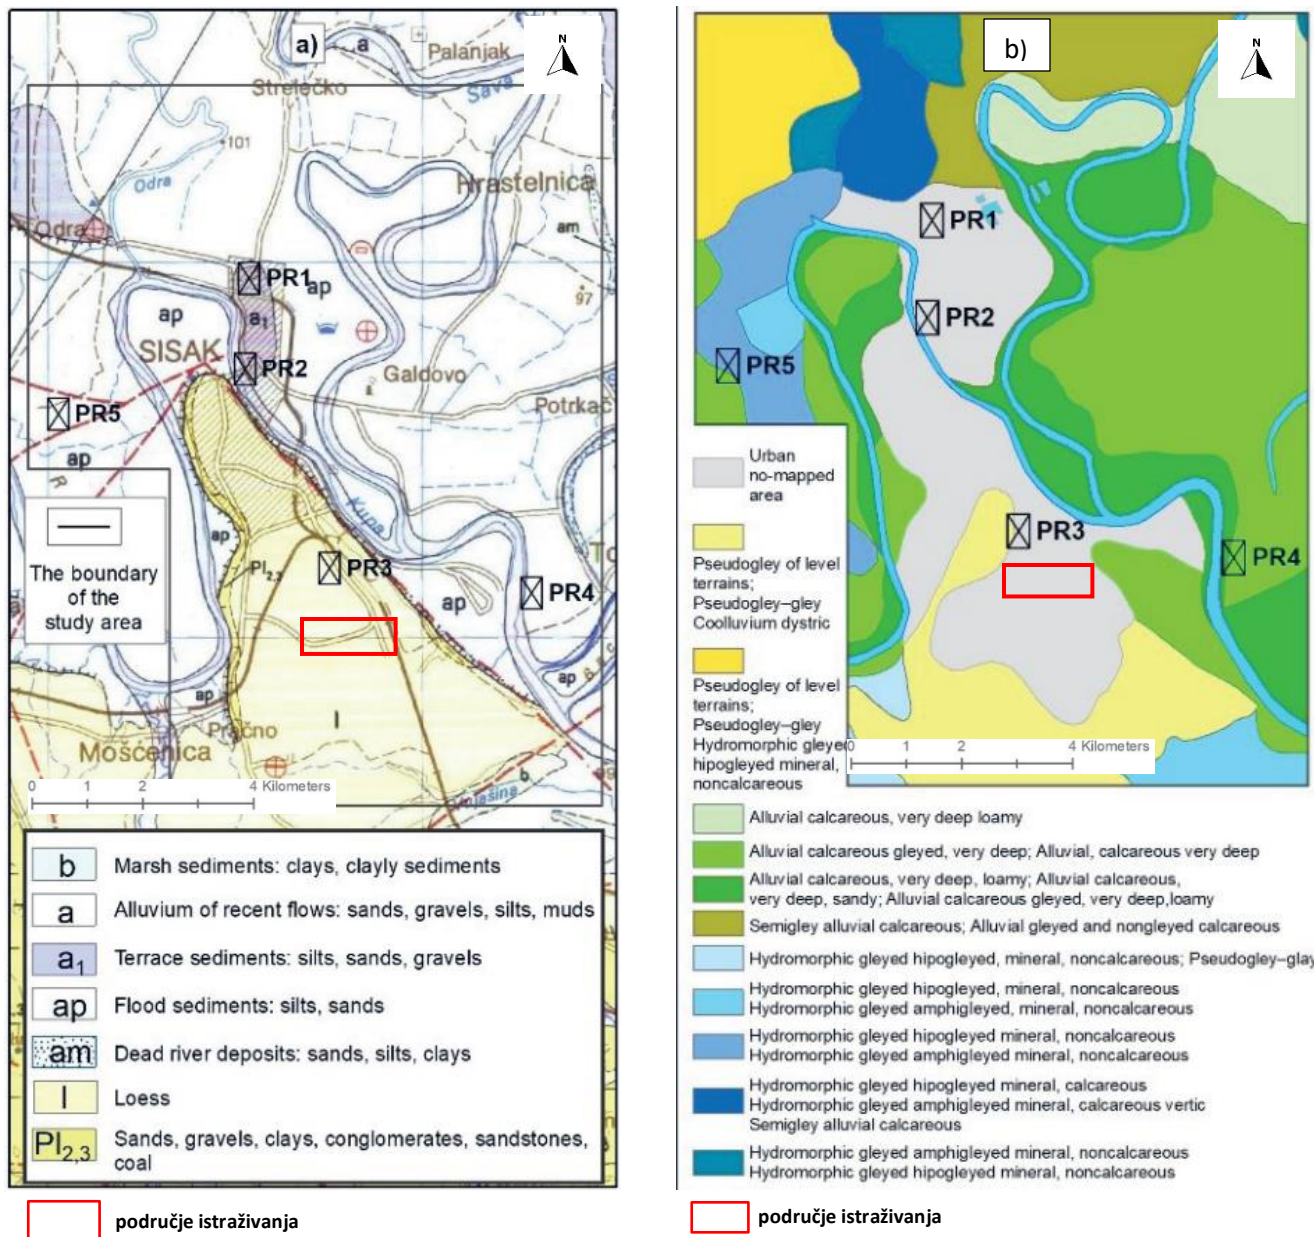 a)
N
a
Palanjak
Sava
Strelečko
101
Odra
Hrastelnica
am
Odra
97
PR1
ap
ap
a1
SISAK
PR2
Galdovo
Potrkač
PR5
ap
R
Kupa
ap
The boundary
of the
study area
Pl2,3
PR3
ap
PR4
To
ap
ap
l
Pračno
Mošćenica
b
99
0 1 2 4 Kilometers
b Marsh sediments: clays, clayly sediments
a Alluvium of recent flows: sands, gravels, silts, muds
a1 Terrace sediments: silts, sands, gravels
ap Flood sediments: silts, sands
am Dead river deposits: sands, silts, clays
l Loess
Pl2,3 Sands, gravels, clays, conglomerates, sandstones,
coal
područje istraživanja
b)
N
PR1
PR2
PR5
PR3
PR4
Urban
no-mapped
area
Pseudogley of level
terrains;
Pseudogley–gley
Coolluvium dystric
Pseudogley of level
terrains;
Pseudogley–gley
Hydromorphic gleyed
hipogleyed mineral,
noncalcareous
0 1 2 4 Kilometers
Alluvial calcareous, very deep loamy
Alluvial calcareous gleyed, very deep; Alluvial, calcareous very deep
Alluvial calcareous, very deep, loamy; Alluvial calcareous,
very deep, sandy; Alluvial calcareous gleyed, very deep,loamy
Semigley alluvial calcareous; Alluvial gleyed and nongleyed calcareous
Hydromorphic gleyed hipogleyed, mineral, noncalcareous; Pseudogley–glay
Hydromorphic gleyed hipogleyed, mineral, noncalcareous
Hydromorphic gleyed amphigleyed, mineral, noncalcareous
Hydromorphic gleyed hipogleyed mineral, noncalcareous
Hydromorphic gleyed amphigleyed mineral, noncalcareous
Hydromorphic gleyed hipogleyed mineral, calcareous
Hydromorphic gleyed amphigleyed mineral, calcareous vertic
Semigley alluvial calcareous
Hydromorphic gleyed amphigleyed mineral, noncalcareous
Hydromorphic gleyed hipogleyed mineral, noncalcareous
područje istraživanja